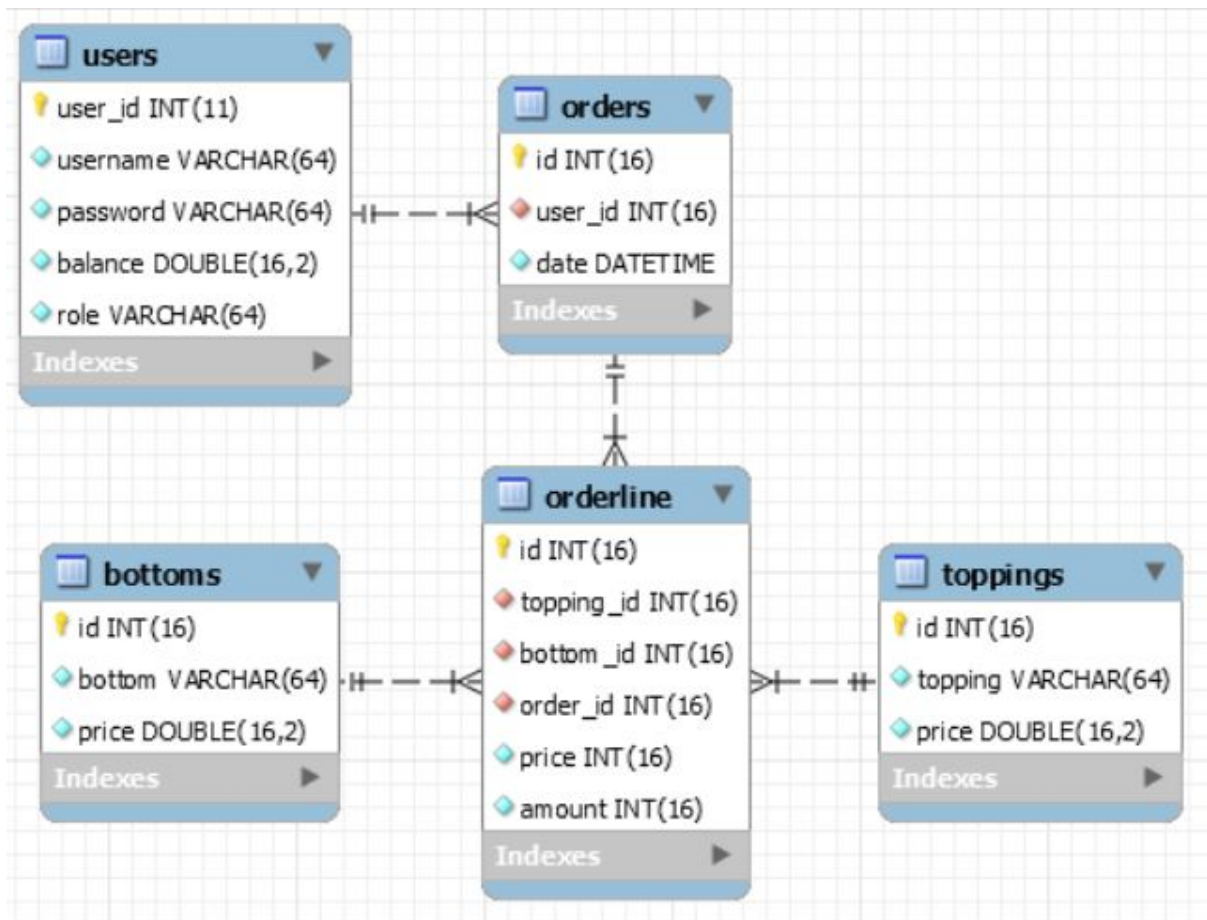 users
user_id INT(11)
username VARCHAR(64)
password VARCHAR(64)
balance DOUBLE(16,2)
role VARCHAR(64)
Indexes
orders
id INT(16)
user_id INT(16)
date DATETIME
Indexes
bottoms
id INT(16)
bottom VARCHAR(64)
price DOUBLE(16,2)
Indexes
orderline
id INT(16)
topping_id INT(16)
bottom_id INT(16)
order_id INT(16)
price INT(16)
amount INT(16)
Indexes
toppings
id INT(16)
topping VARCHAR(64)
price DOUBLE(16,2)
Indexes